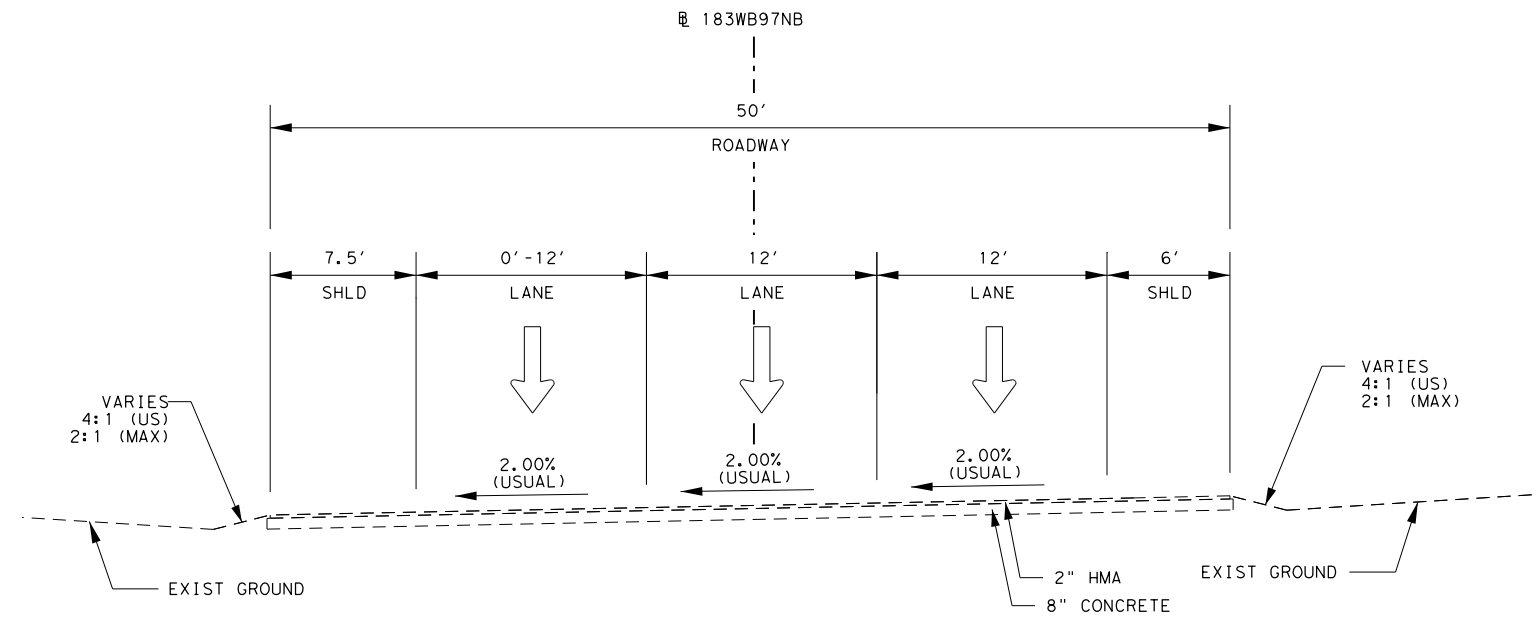 ℄ 183WB97NB
50'
ROADWAY
7.5'
0'-12'
12'
12'
6'
SHLD
LANE
LANE
LANE
SHLD
VARIES
4:1 (US)
2:1 (MAX)
VARIES
4:1 (US)
2:1 (MAX)
2.00%
(USUAL)
2.00%
(USUAL)
2.00%
(USUAL)
EXIST GROUND
2" HMA
8" CONCRETE
EXIST GROUND